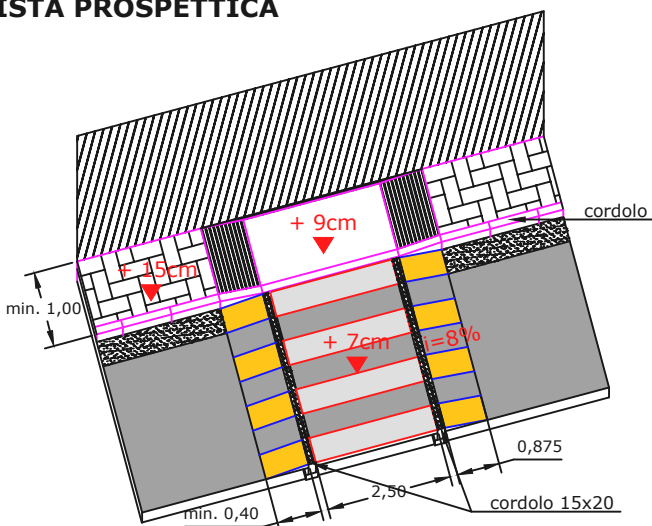 ISTA PROSPETTICA
+ 9cm
cordolo
+ 15cm
min. 1,00
+ 7cm
i=8%
0,875
2,50
min. 0,40
cordolo 15x20